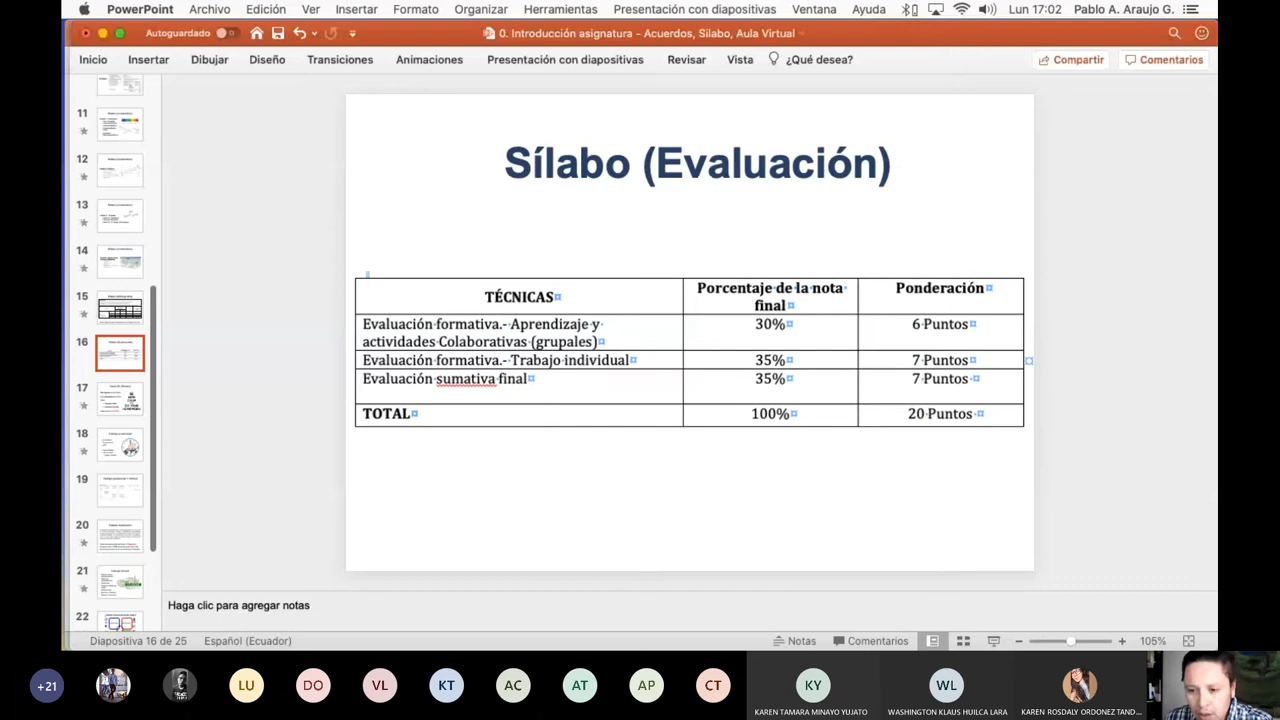 PowerPoint Archivo Edición Ver Insertar Formato Organizar Herramientas Presentación con diapositivas Ventana Ayuda Lun 17:02 Pablo A. Araujo G.
Autoguardado 0. Introducción asignatura - Acuerdos, Sílabo, Aula Virtual
Inicio Insertar Dibujar Diseño Transiciones Animaciones Presentación con diapositivas Revisar Vista ¿Qué desea? Compartir Comentarios
11
12
13
14
15
16
17
18
19
20
21
22
Sílabo (Evaluación)
TÉCNICAS Porcentaje de la nota final Ponderación
Evaluación formativa.- Aprendizaje y actividades Colaborativas (grupales) 30% 6 Puntos
Evaluación formativa.- Trabajo individual 35% 7 Puntos
Evaluación sumativa final 35% 7 Puntos
TOTAL 100% 20 Puntos
Haga clic para agregar notas
Diapositiva 16 de 25 Español (Ecuador) Notas Comentarios 105%
+21 LU DO VL KT AC AT AP CT KY WL
KAREN TAMARA MINAYO YUJATO WASHINGTON KLAUS HUILCA LARA KAREN ROSDALY ORDONEZ TAND...